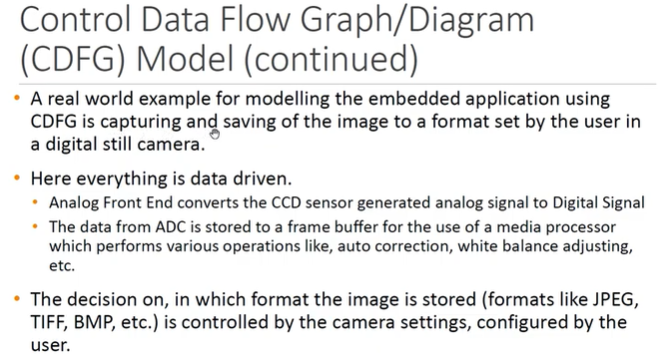 Control Data Flow Graph/Diagram
(CDFG) Model (continued)
• A real world example for modelling the embedded application using
CDFG is capturing and saving of the image to a format set by the user in
a digital still camera.
• Here everything is data driven.
• Analog Front End converts the CCD sensor generated analog signal to Digital Signal
• The data from ADC is stored to a frame buffer for the use of a media processor
which performs various operations like, auto correction, white balance adjusting,
etc.
• The decision on, in which format the image is stored (formats like JPEG,
TIFF, BMP, etc.) is controlled by the camera settings, configured by the
user.